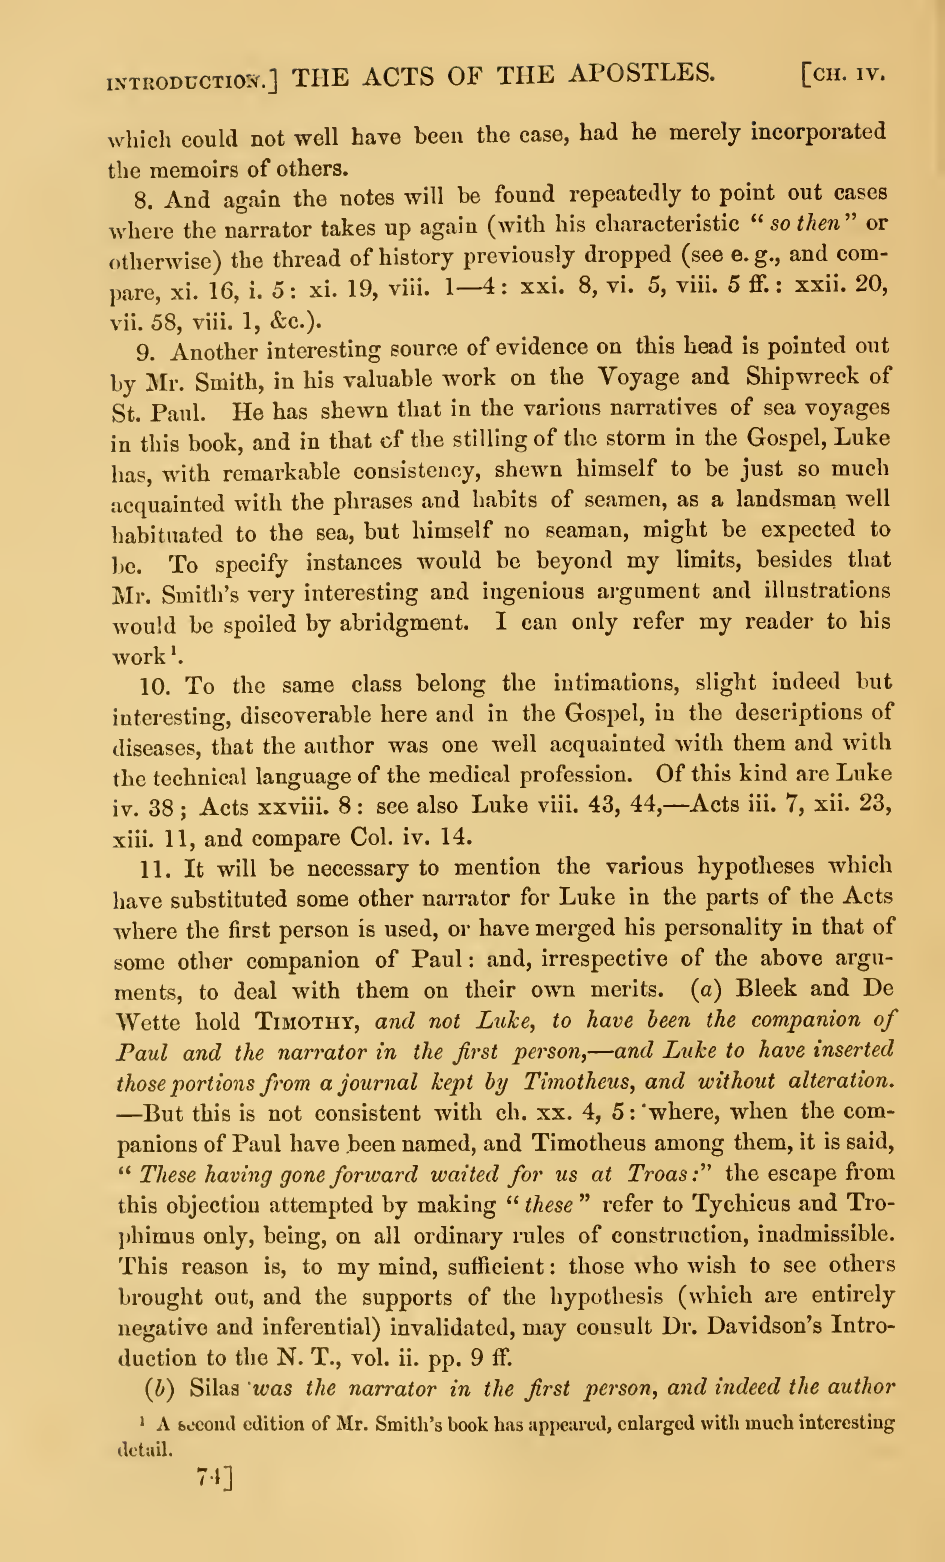 INTRODUCTION.] THE ACTS OF THE APOSTLES. [CH. IV.
which could not well have been the case, had he merely incorporated
the memoirs of others.
8. And again the notes will be found repeatedly to point out cases
where the narrator takes up again (with his characteristic “ so then ” or
otherwise) the thread of history previously dropped (see e. g., and com-
pare, xi. 16, i. 5 : xi. 19, viii. 1—4 : xxi. 8, vi. 5, viii. 5 ff. : xxii. 20,
vii. 58, viii. 1, &c.).
9. Another interesting source of evidence on this head is pointed out
by Mr. Smith, in his valuable work on the Voyage and Shipwreck of
St. Paul. He has shewn that in the various narratives of sea voyages
in this book, and in that of the stilling of the storm in the Gospel, Luke
has, with remarkable consistency, shewn himself to be just so much
acquainted with the phrases and habits of seamen, as a landsman well
habituated to the sea, but himself no seaman, might be expected to
be. To specify instances would be beyond my limits, besides that
Mr. Smith's very interesting and ingenious argument and illustrations
would be spoiled by abridgment. I can only refer my reader to his
work ¹.
10. To the same class belong the intimations, slight indeed but
interesting, discoverable here and in the Gospel, in the descriptions of
diseases, that the author was one well acquainted with them and with
the technical language of the medical profession. Of this kind are Luke
iv. 38 ; Acts xxviii. 8 : see also Luke viii. 43, 44,—Acts iii. 7, xii. 23,
xiii. 11, and compare Col. iv. 14.
11. It will be necessary to mention the various hypotheses which
have substituted some other narrator for Luke in the parts of the Acts
where the first person is used, or have merged his personality in that of
some other companion of Paul : and, irrespective of the above argu-
ments, to deal with them on their own merits. (a) Bleek and De
Wette hold TIMOTHY, and not Luke, to have been the companion of
Paul and the narrator in the first person,—and Luke to have inserted
those portions from a journal kept by Timotheus, and without alteration.
—But this is not consistent with ch. xx. 4, 5 : where, when the com-
panions of Paul have been named, and Timotheus among them, it is said,
“ These having gone forward waited for us at Troas :” the escape from
this objection attempted by making “ these ” refer to Tychicus and Tro-
phimus only, being, on all ordinary rules of construction, inadmissible.
This reason is, to my mind, sufficient : those who wish to see others
brought out, and the supports of the hypothesis (which are entirely
negative and inferential) invalidated, may consult Dr. Davidson's Intro-
duction to the N. T., vol. ii. pp. 9 ff.
(b) Silas was the narrator in the first person, and indeed the author
¹ A second edition of Mr. Smith's book has appeared, enlarged with much interesting
detail.
74]